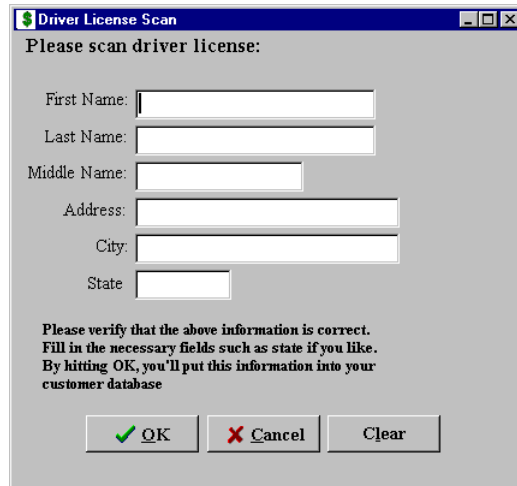 Driver License Scan
Please scan driver license:
First Name:
Last Name:
Middle Name:
Address:
City:
State
Please verify that the above information is correct.
Fill in the necessary fields such as state if you like.
By hitting OK, you'll put this information into your
customer database
OK Cancel Clear